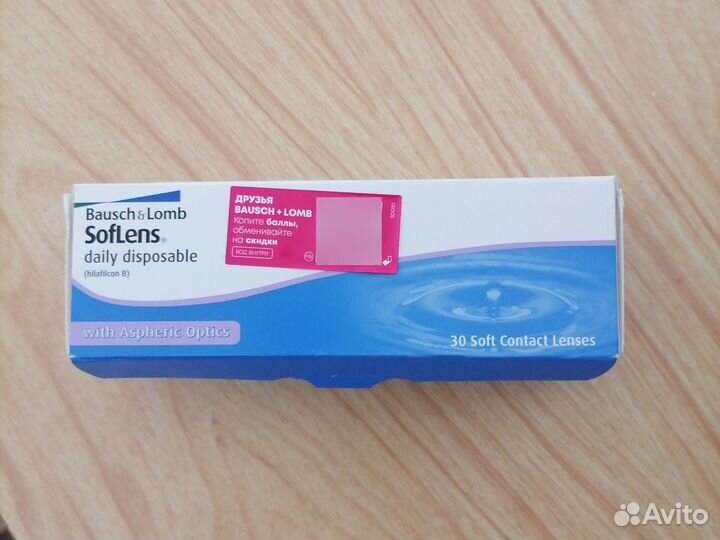 Bausch & Lomb
SofLens®
daily disposable
(hilafilcon B)
with Aspheric Optics
ДРУЗЬЯ
BAUSCH + LOMB
Копите баллы,
обменивайте
на скидки
КОД ВНУТРИ
30 Soft Contact Lenses
Avito